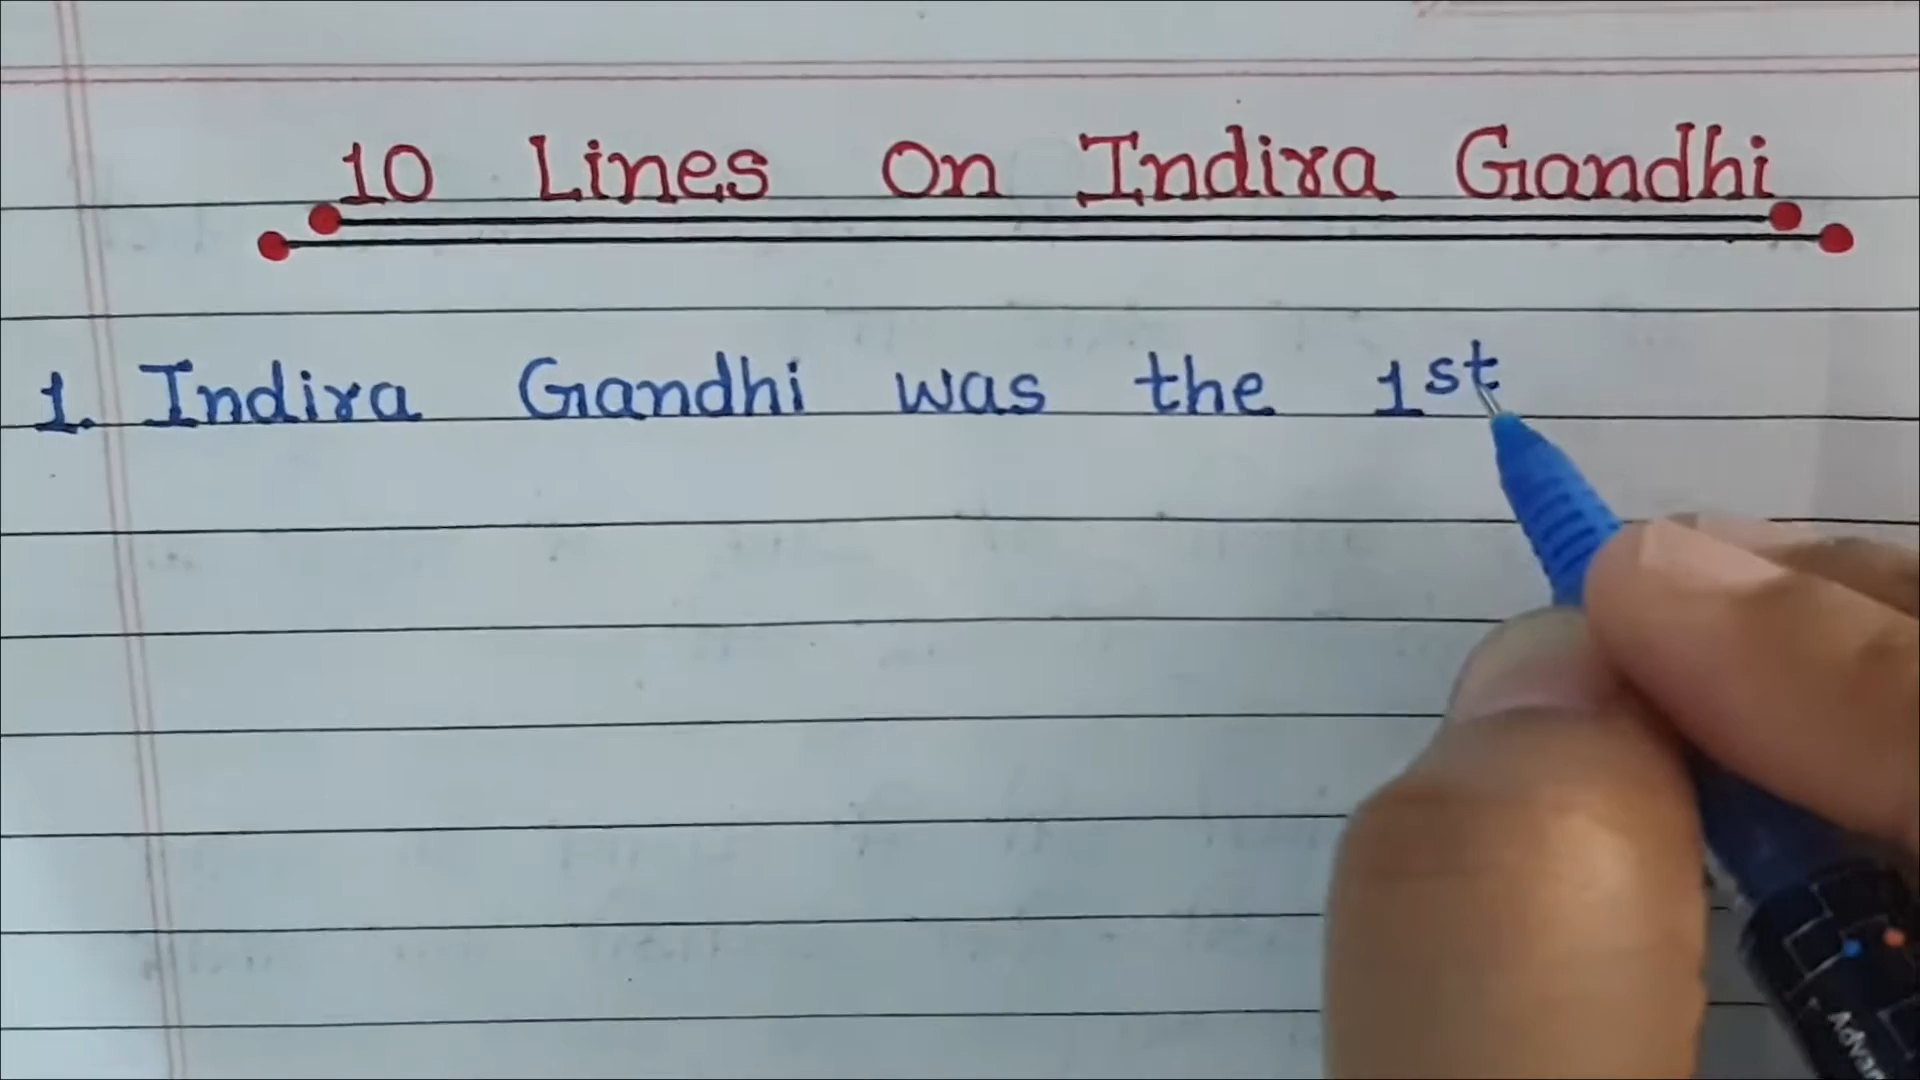 10 Lines On Indira Gandhi
1. Indira Gandhi was the 1st